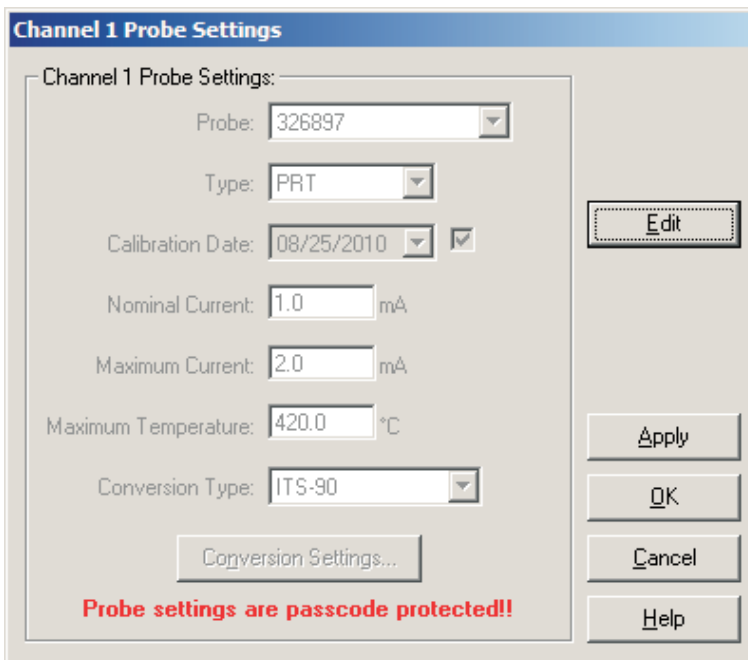 Channel 1 Probe Settings
Channel 1 Probe Settings:
Probe: 326897
Type: PRT
Calibration Date: 08/25/2010
Nominal Current: 1.0 mA
Maximum Current: 2.0 mA
Maximum Temperature: 420.0 °C
Conversion Type: ITS-90
Conversion Settings...
Probe settings are passcode protected!!
Edit
Apply
OK
Cancel
Help